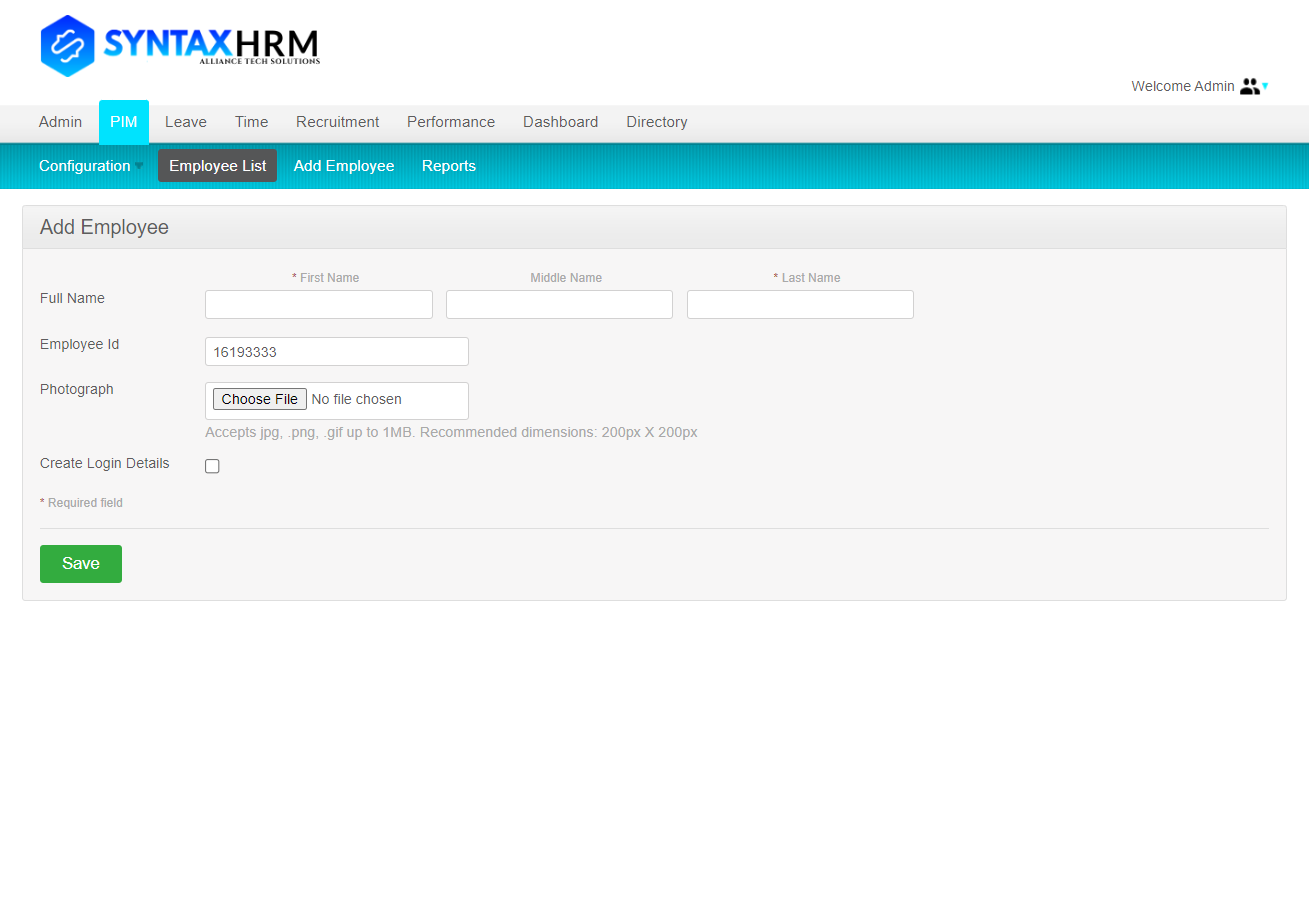 SYNTAXHRM
ALLIANCE TECH SOLUTIONS
Welcome Admin
Admin PIM Leave Time Recruitment Performance Dashboard Directory
Configuration Employee List Add Employee Reports
Add Employee
* First Name Middle Name * Last Name
Full Name
Employee Id 16193333
Photograph Choose File No file chosen
Accepts jpg, .png, .gif up to 1MB. Recommended dimensions: 200px X 200px
Create Login Details
* Required field
Save